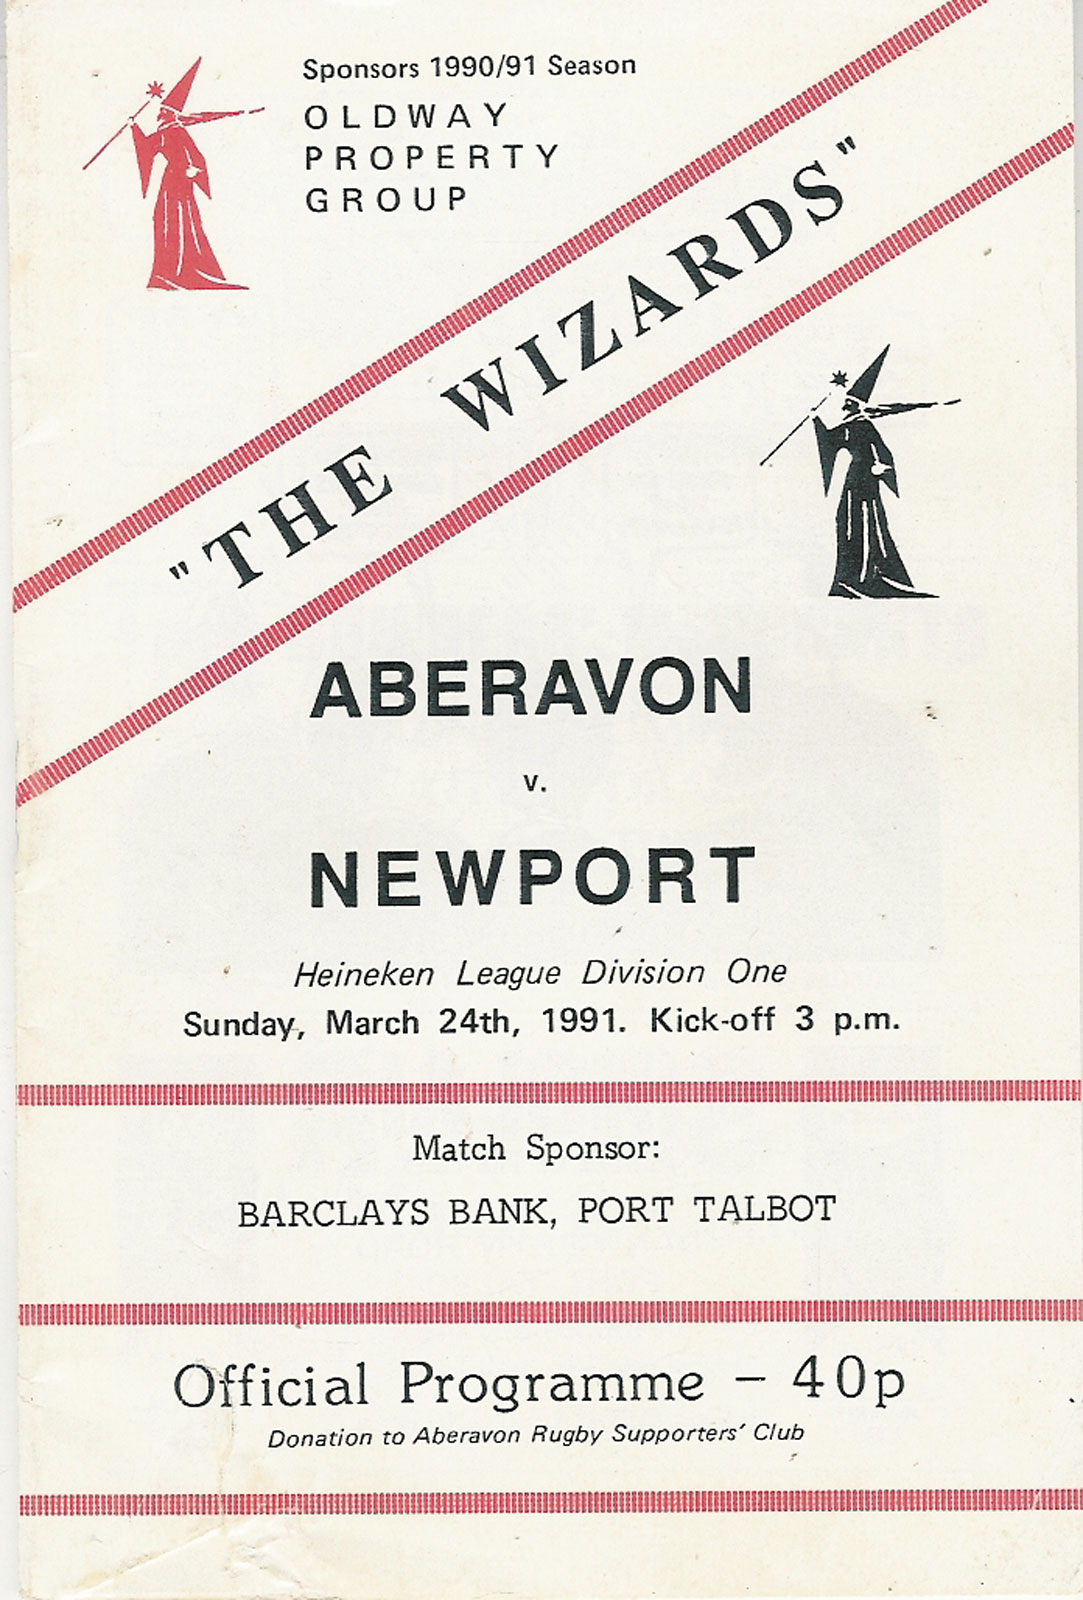 Sponsors 1990/91 Season
OLDWAY
PROPERTY
GROUP
"THE WIZARDS"
ABERAVON
v.
NEWPORT
Heineken League Division One
Sunday, March 24th, 1991. Kick-off 3 p.m.
Match Sponsor:
BARCLAYS BANK, PORT TALBOT
Official Programme – 40p
Donation to Aberavon Rugby Supporters' Club